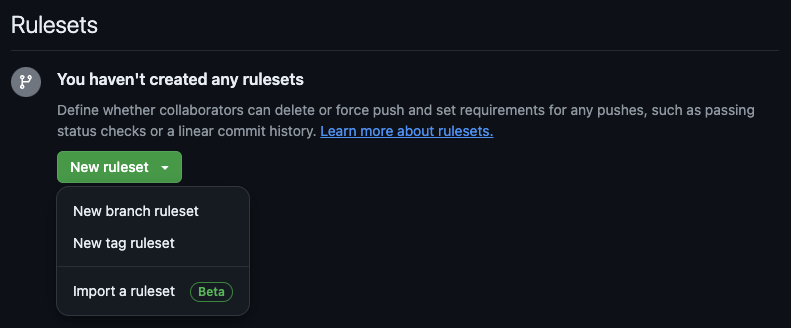 Rulesets
You haven't created any rulesets
Define whether collaborators can delete or force push and set requirements for any pushes, such as passing
status checks or a linear commit history. Learn more about rulesets.
New ruleset
New branch ruleset
New tag ruleset
Import a ruleset Beta